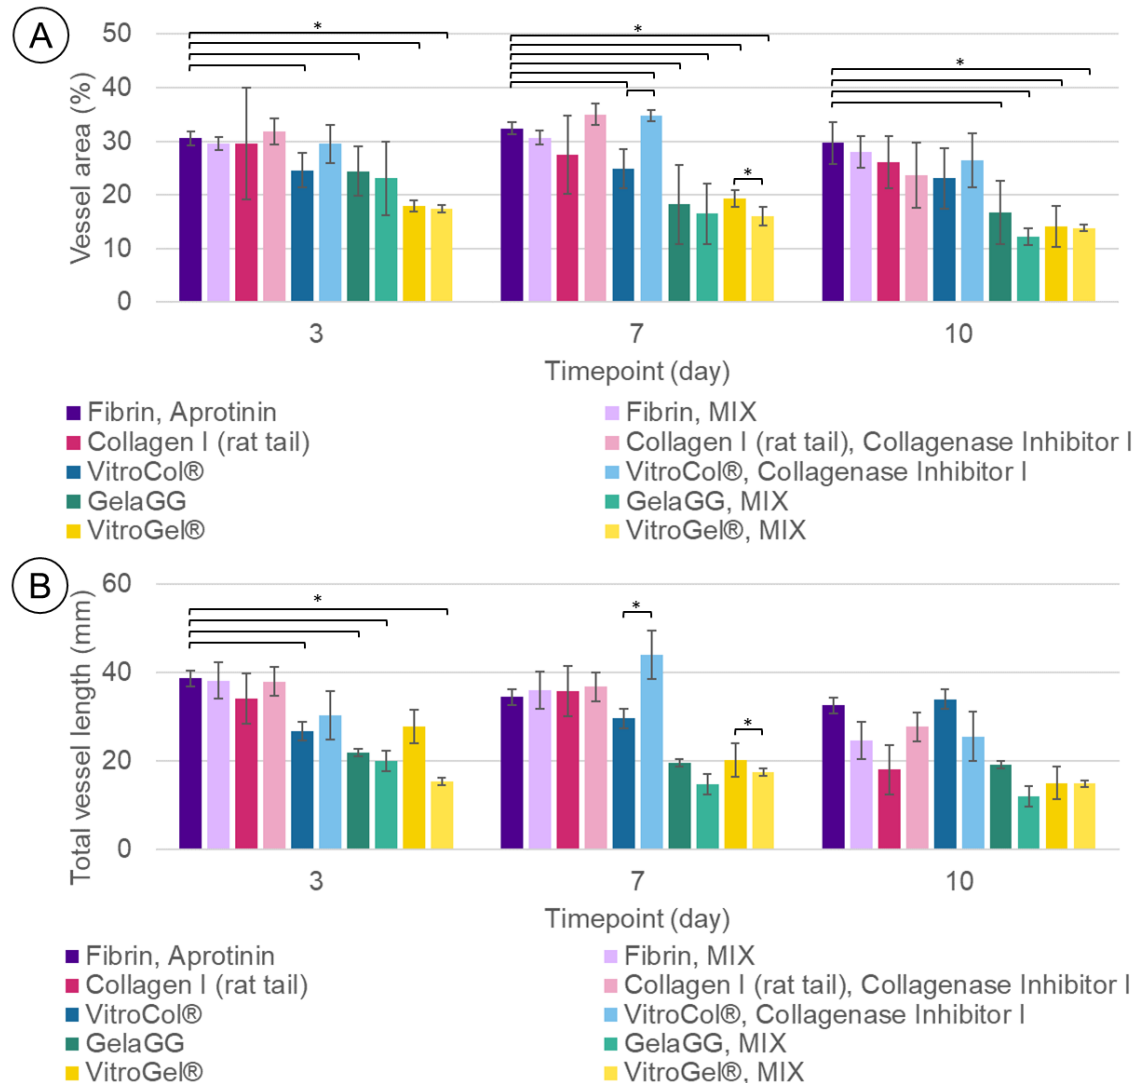 A
Vessel area (%)
50
*
*
40
*
30
20
*
10
0
3
7
10
Timepoint (day)
Fibrin, Aprotinin
Fibrin, MIX
Collagen I (rat tail)
Collagen I (rat tail), Collagenase Inhibitor I
VitroCol®
VitroCol®, Collagenase Inhibitor I
GelaGG
GelaGG, MIX
VitroGel®
VitroGel®, MIX
B
Total vessel length (mm)
60
*
*
40
*
20
0
3
7
10
Timepoint (day)
Fibrin, Aprotinin
Fibrin, MIX
Collagen I (rat tail)
Collagen I (rat tail), Collagenase Inhibitor I
VitroCol®
VitroCol®, Collagenase Inhibitor I
GelaGG
GelaGG, MIX
VitroGel®
VitroGel®, MIX